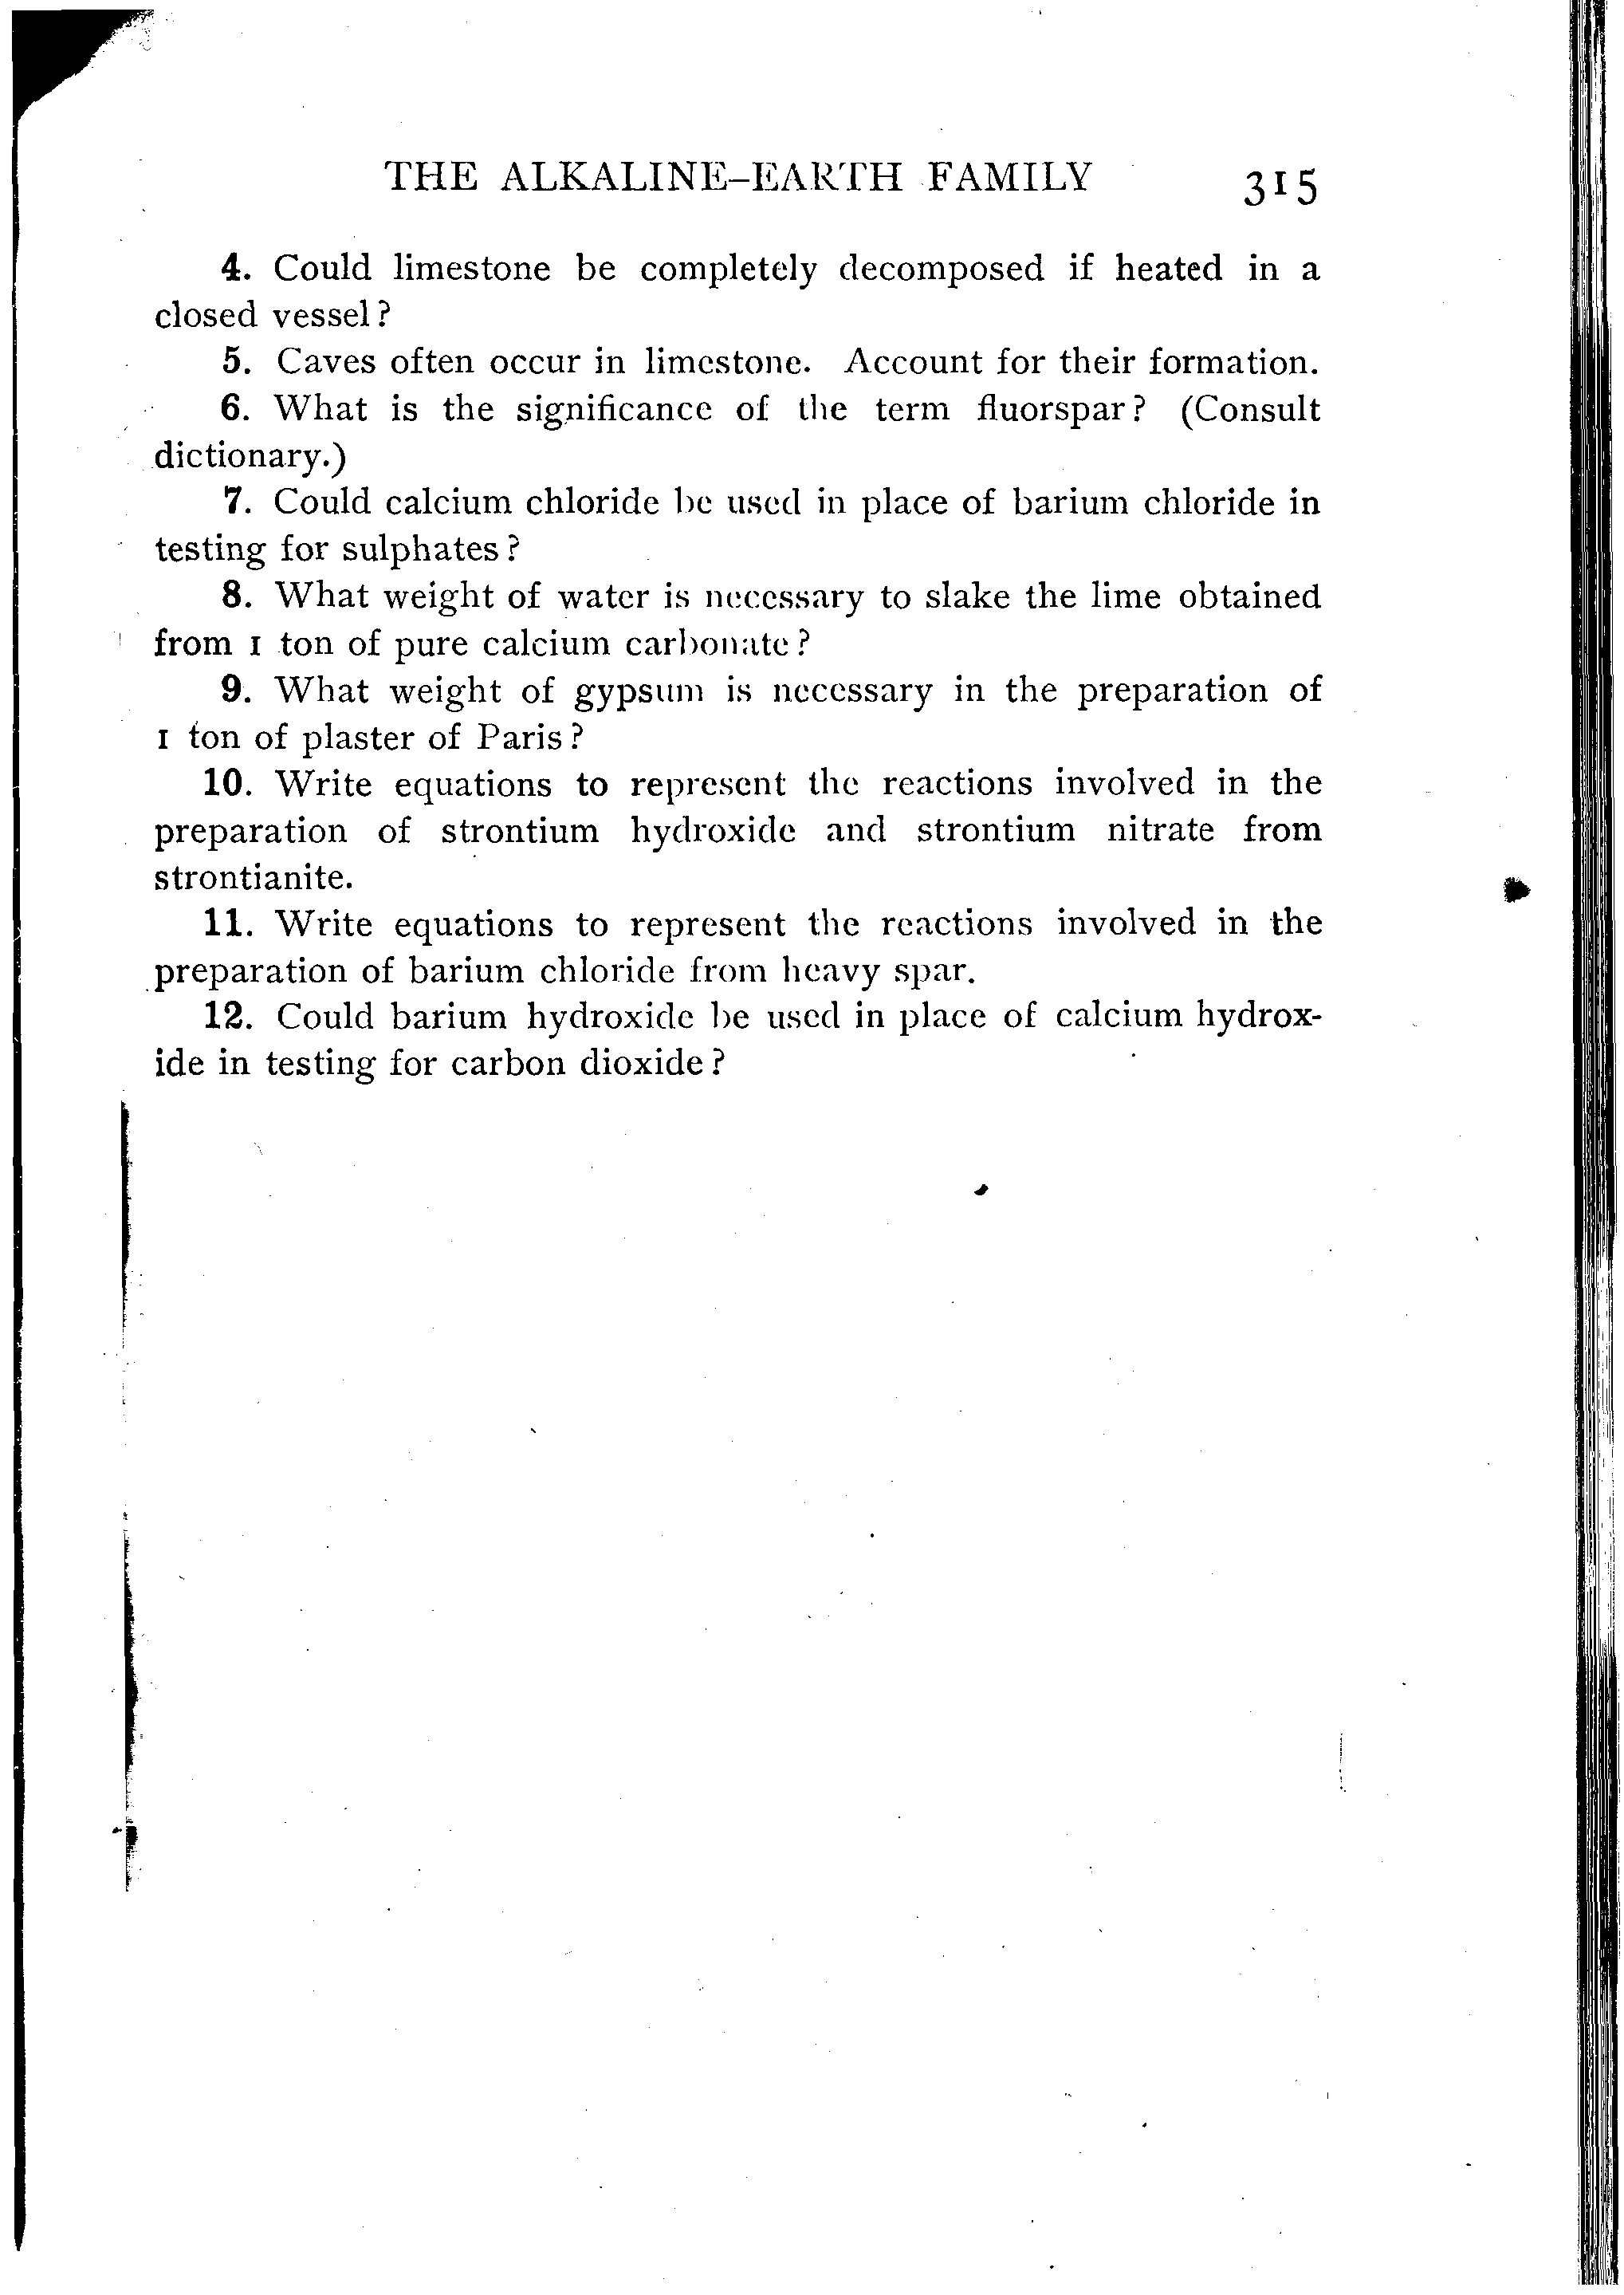 THE ALKALINE–EARTH FAMILY 315
4. Could limestone be completely decomposed if heated in a
closed vessel?
5. Caves often occur in limestone. Account for their formation.
6. What is the significance of the term fluorspar? (Consult
dictionary.)
7. Could calcium chloride be used in place of barium chloride in
testing for sulphates?
8. What weight of water is necessary to slake the lime obtained
from 1 ton of pure calcium carbonate?
9. What weight of gypsum is necessary in the preparation of
1 ton of plaster of Paris?
10. Write equations to represent the reactions involved in the
preparation of strontium hydroxide and strontium nitrate from
strontianite.
11. Write equations to represent the reactions involved in the
preparation of barium chloride from heavy spar.
12. Could barium hydroxide be used in place of calcium hydrox-
ide in testing for carbon dioxide?